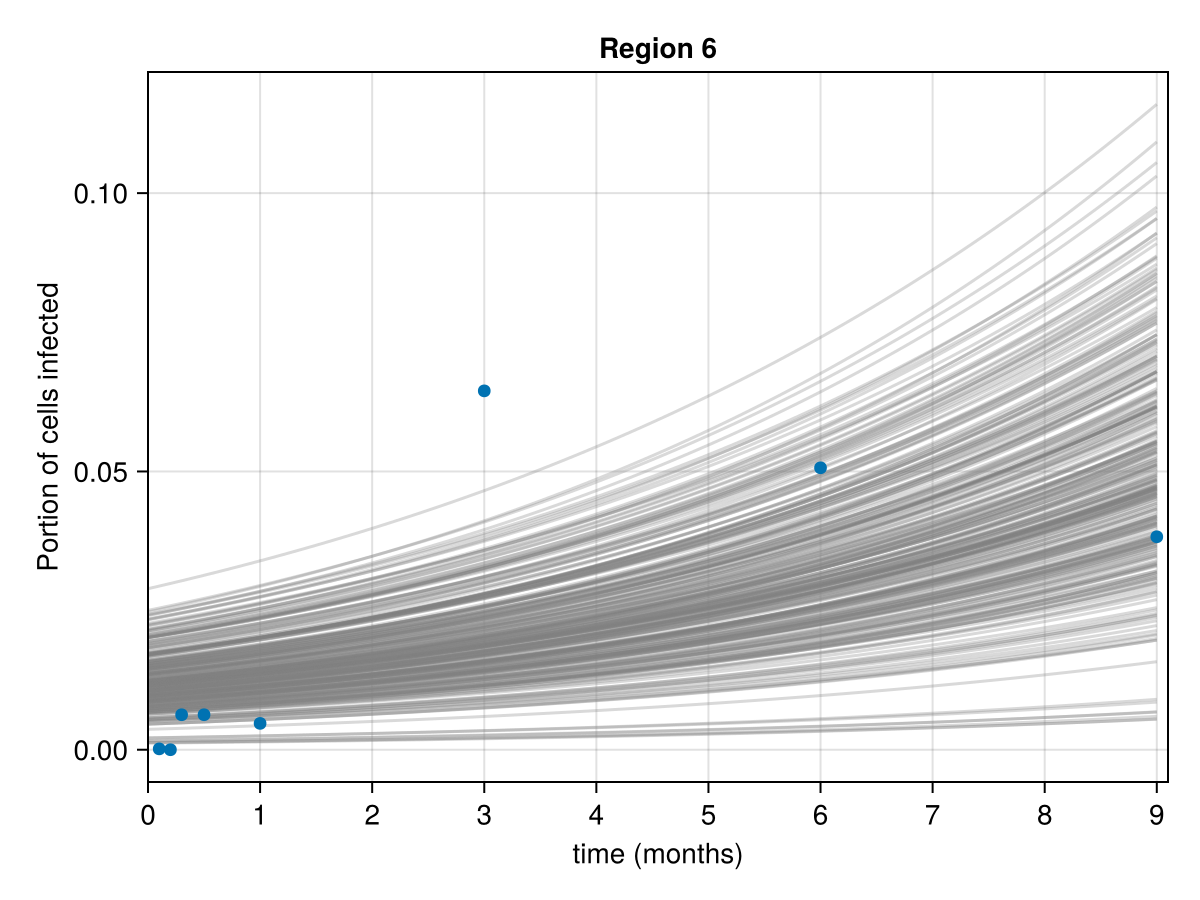 Region 6
Portion of cells infected
0.10
0.05
0.00
0 1 2 3 4 5 6 7 8 9
time (months)